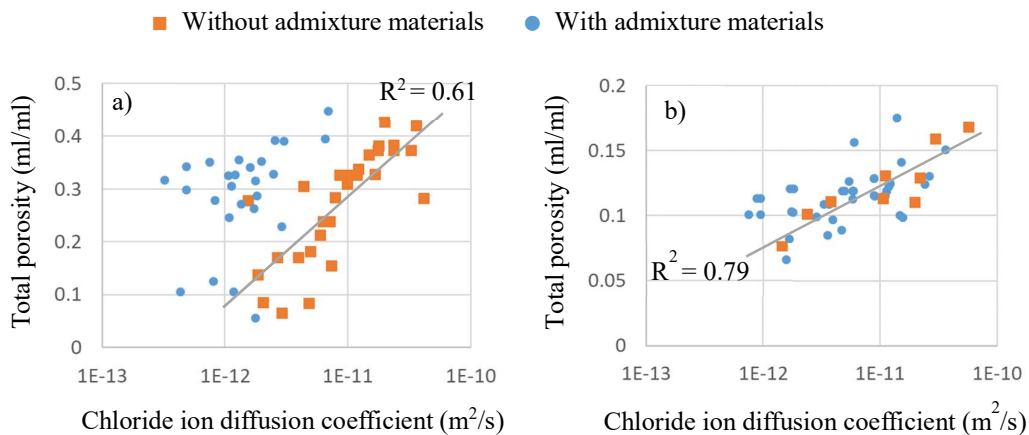 Without admixture materials
With admixture materials
a)
R² = 0.61
0.5
0.4
0.3
0.2
0.1
0
Total porosity (ml/ml)
1E-13
1E-12
1E-11
1E-10
Chloride ion diffusion coefficient (m²/s)
b)
R² = 0.79
0.2
0.15
0.1
0.05
0
Total porosity (ml/ml)
1E-13
1E-12
1E-11
1E-10
Chloride ion diffusion coefficient (m²/s)